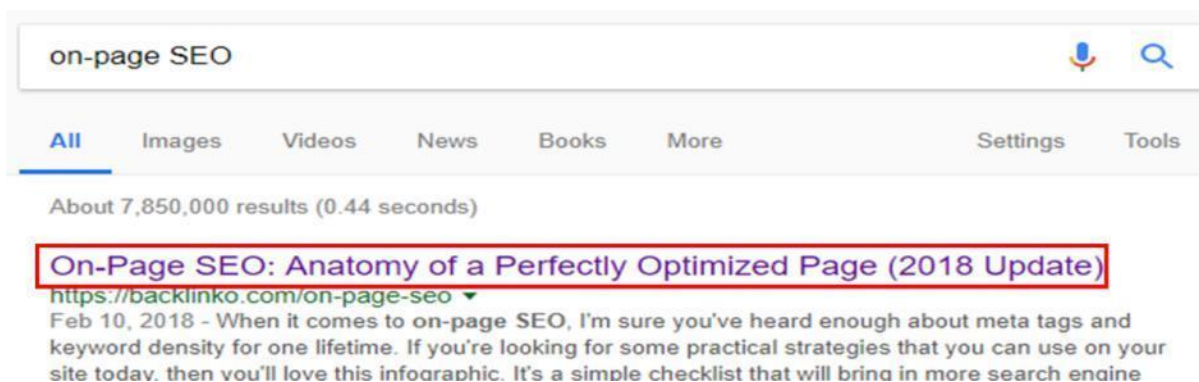 on-page SEO
All Images Videos News Books More Settings Tools
About 7,850,000 results (0.44 seconds)
On-Page SEO: Anatomy of a Perfectly Optimized Page (2018 Update)
https://backlinko.com/on-page-seo
Feb 10, 2018 - When it comes to on-page SEO, I'm sure you've heard enough about meta tags and
keyword density for one lifetime. If you're looking for some practical strategies that you can use on your
site today, then you'll love this infographic. It's a simple checklist that will bring in more search engine